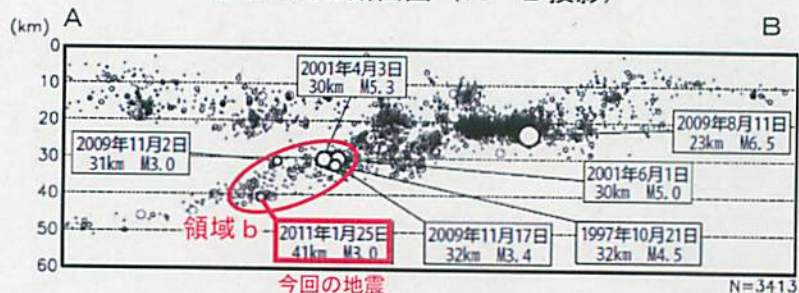 A
B
(km)
0
10
20
30
40
50
60
2001年4月3日
30km M5.3
2009年11月2日
31km M3.0
2009年8月11日
23km M6.5
2001年6月1日
30km M5.0
領域b
2011年1月25日
41km M3.0
2009年11月17日
32km M3.4
1997年10月21日
32km M4.5
今回の地震
N=3413